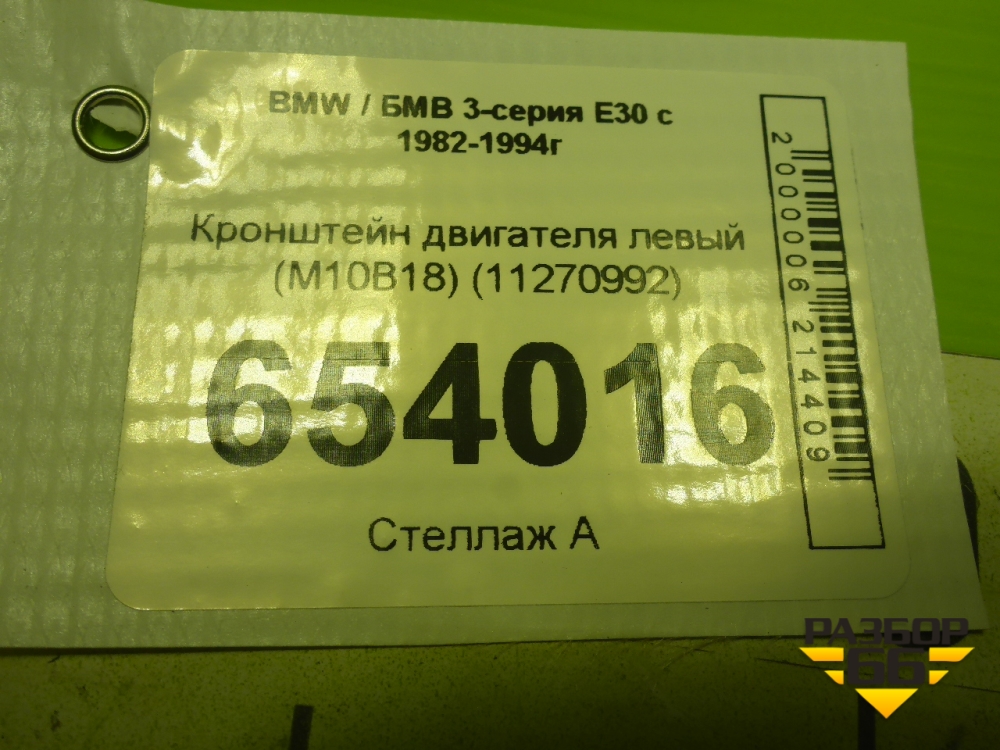 BMW / БМВ 3-серия E30 с
1982-1994г
Кронштейн двигателя левый
(M10B18) (11270992)
654016
Стеллаж А
2000006214409
РАЗБОР
66